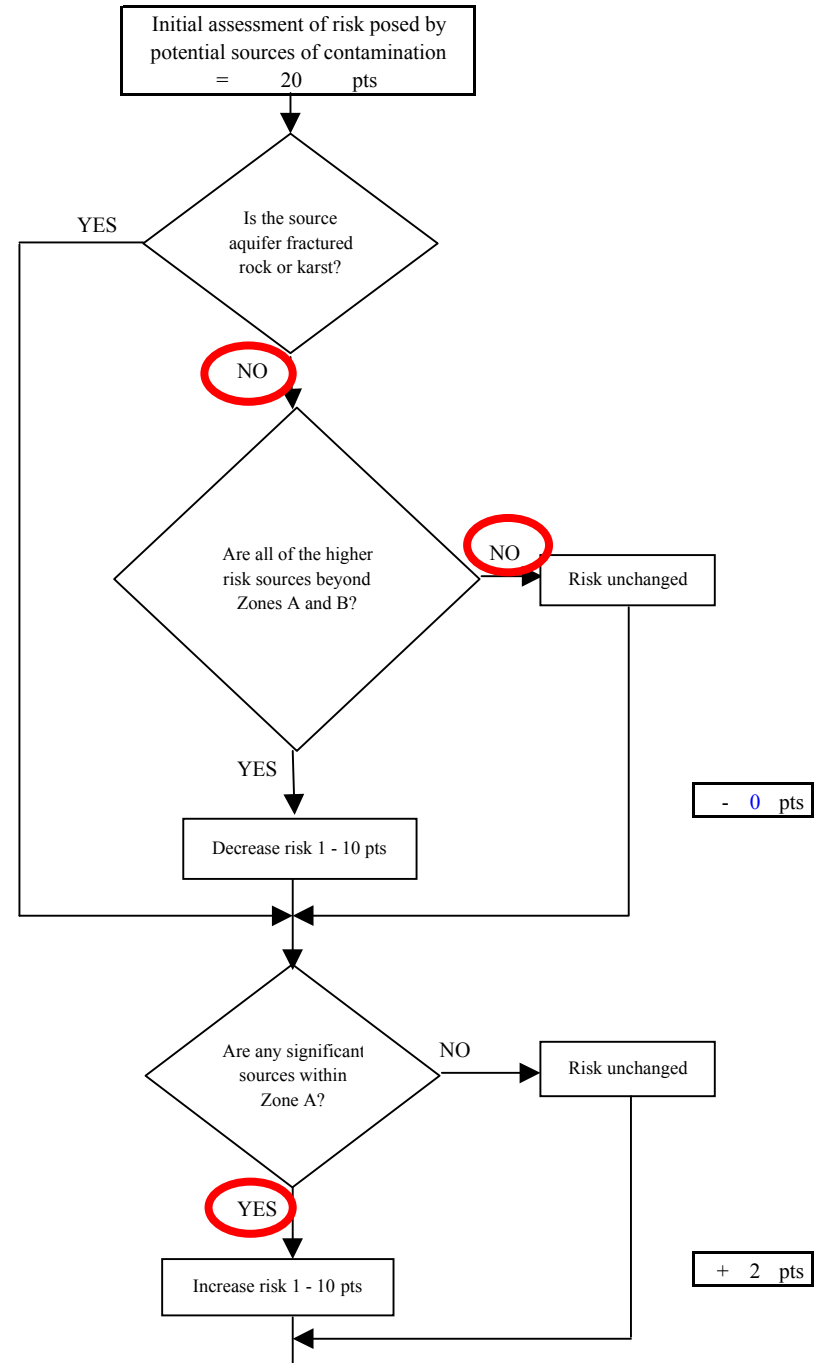 Initial assessment of risk posed by
potential sources of contamination
= 20 pts
Is the source
aquifer fractured
rock or karst?
YES
NO
Are all of the higher
risk sources beyond
Zones A and B?
NO
Risk unchanged
YES
- 0 pts
Decrease risk 1 - 10 pts
Are any significant
sources within
Zone A?
NO
Risk unchanged
YES
+ 2 pts
Increase risk 1 - 10 pts